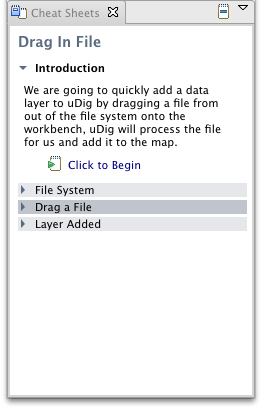 Cheat Sheets
Drag In File
Introduction
We are going to quickly add a data
layer to uDig by dragging a file from
out of the file system onto the
workbench, uDig will process the file
for us and add it to the map.
Click to Begin
File System
Drag a File
Layer Added